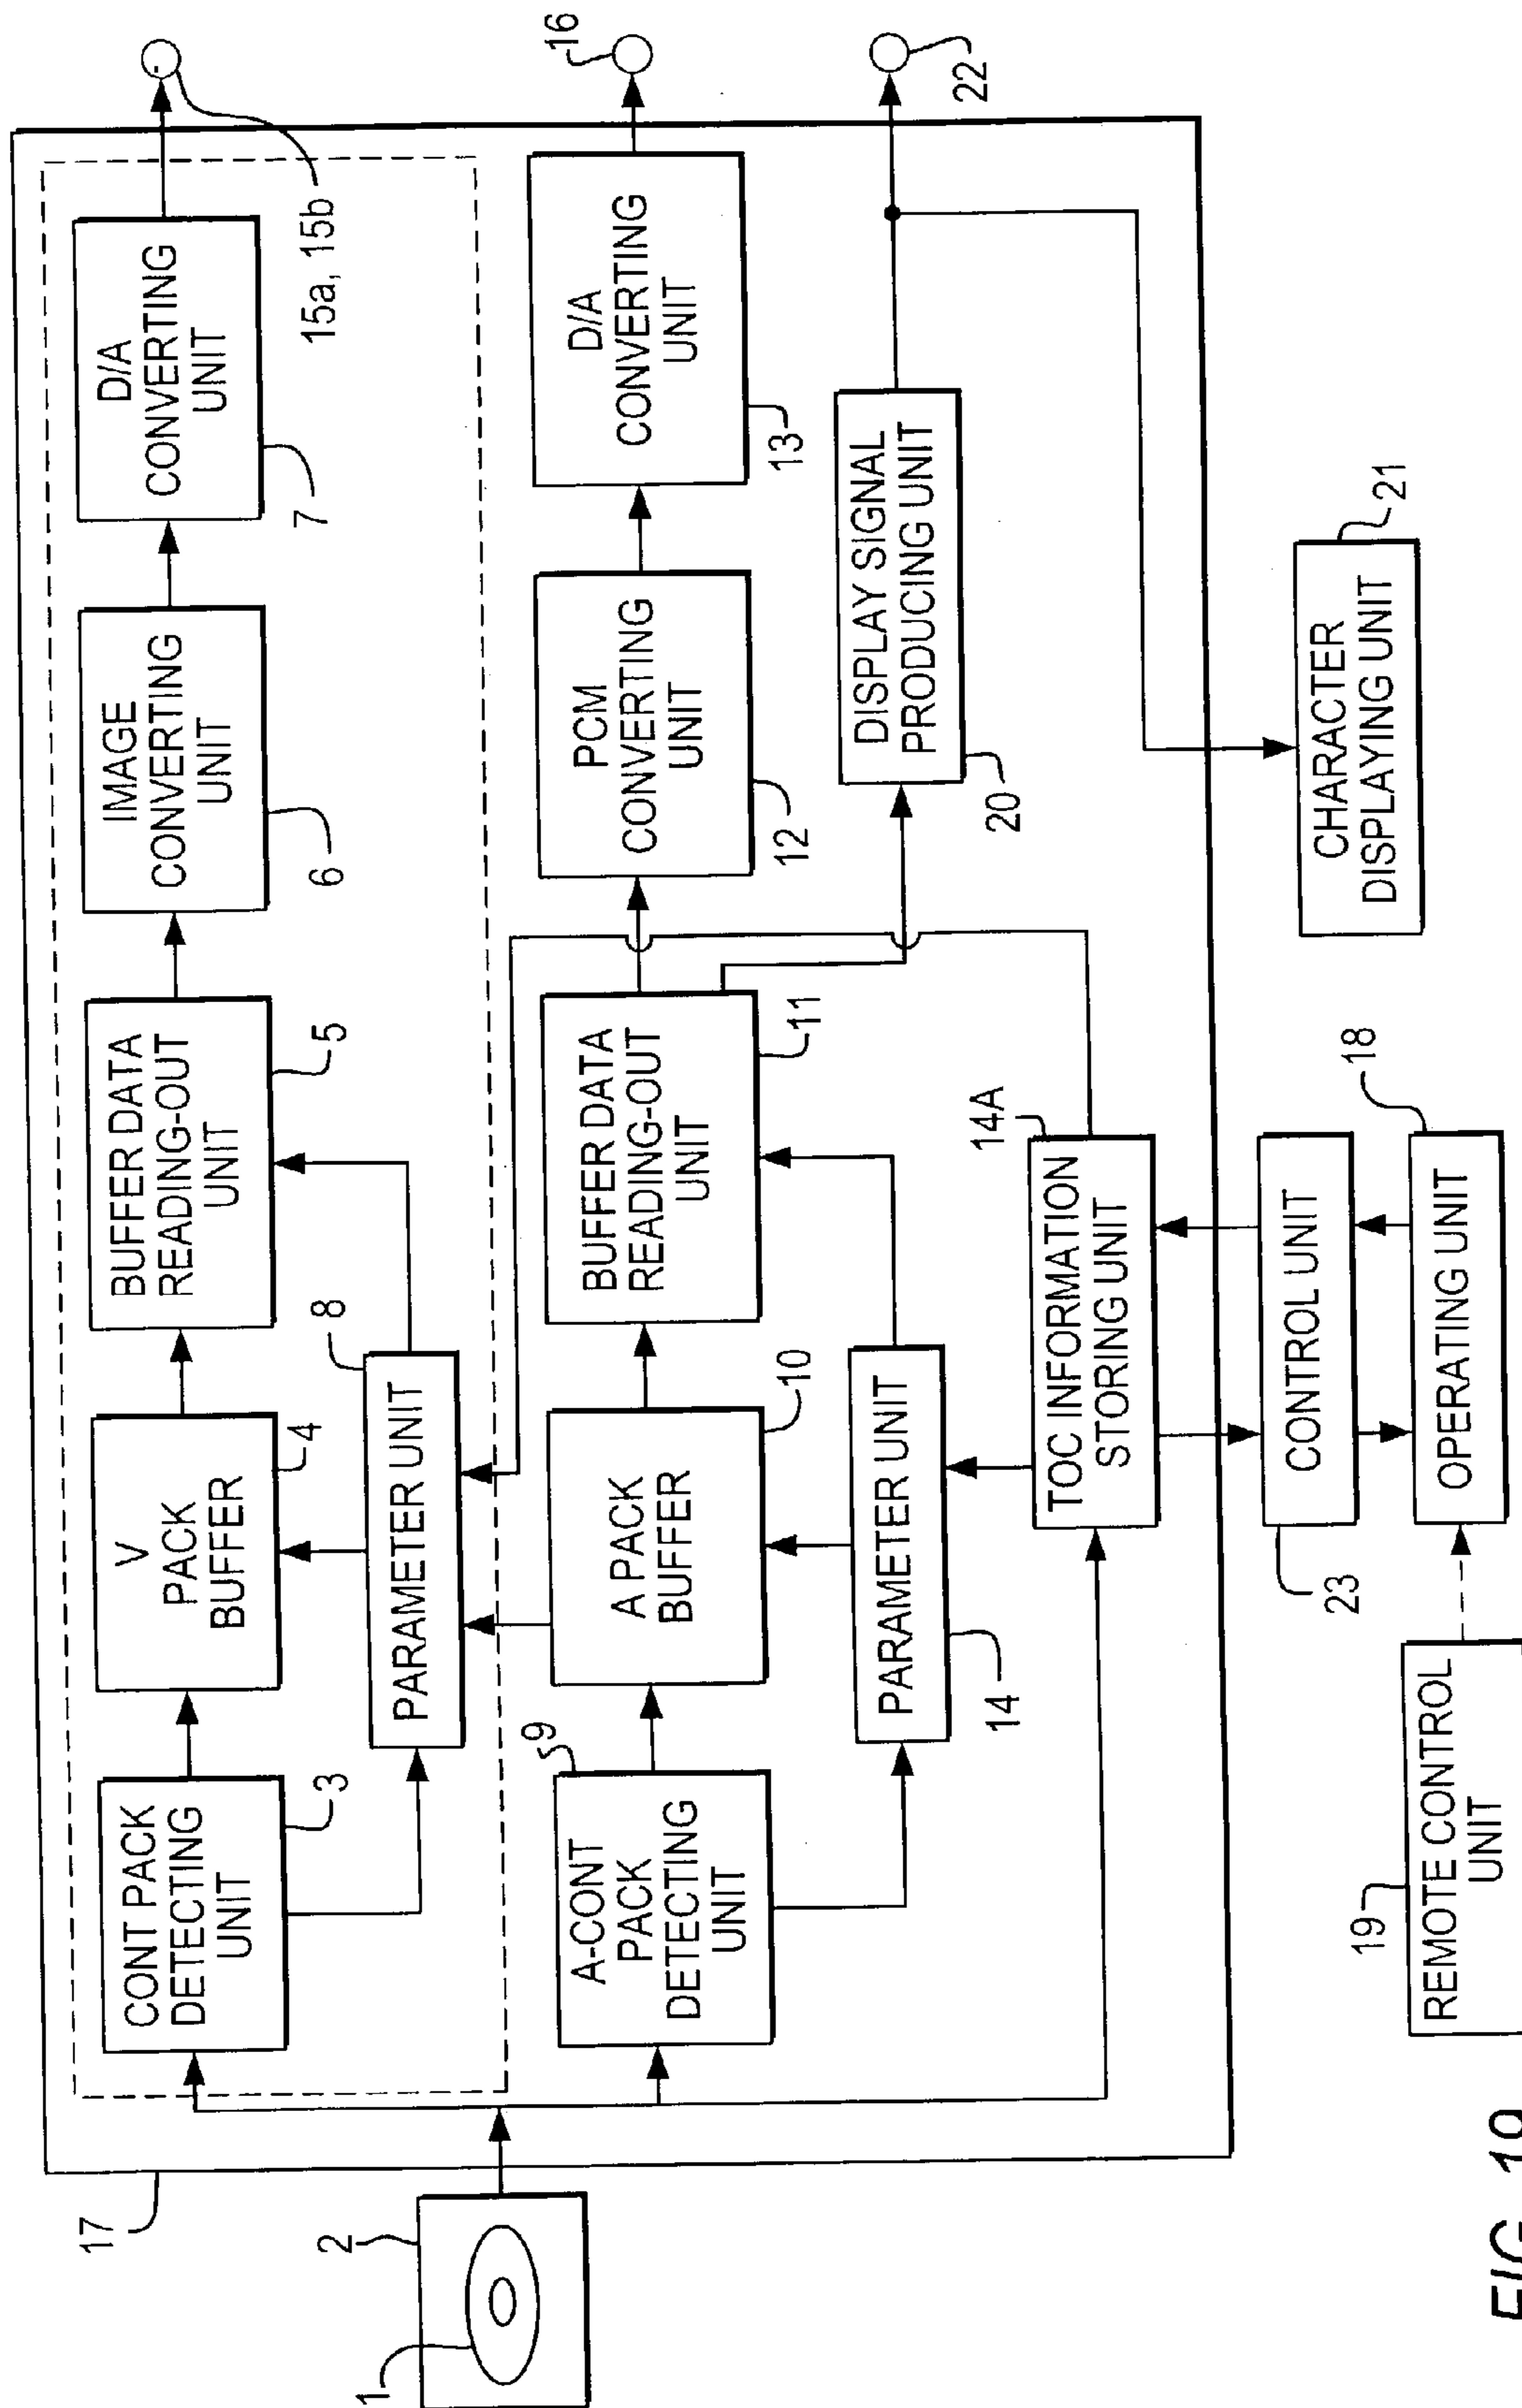 17
2
1
CONT PACK
DETECTING
UNIT
3
V
PACK
BUFFER
4
BUFFER DATA
READING-OUT
UNIT
5
IMAGE
CONVERTING
UNIT
6
D/A
CONVERTING
UNIT
7
15a, 15b
PARAMETER UNIT
8
A-CONT
PACK
DETECTING
UNIT
9
A PACK
BUFFER
10
BUFFER DATA
READING-OUT
UNIT
11
PCM
CONVERTING
UNIT
12
D/A
CONVERTING
UNIT
13
16
PARAMETER UNIT
14
DISPLAY SIGNAL
PRODUCING UNIT
20
22
TOC INFORMATION
STORING UNIT
14A
CONTROL UNIT
23
OPERATING UNIT
18
CHARACTER
DISPLAYING UNIT
21
REMOTE CONTROL
UNIT
19
FIG. 19